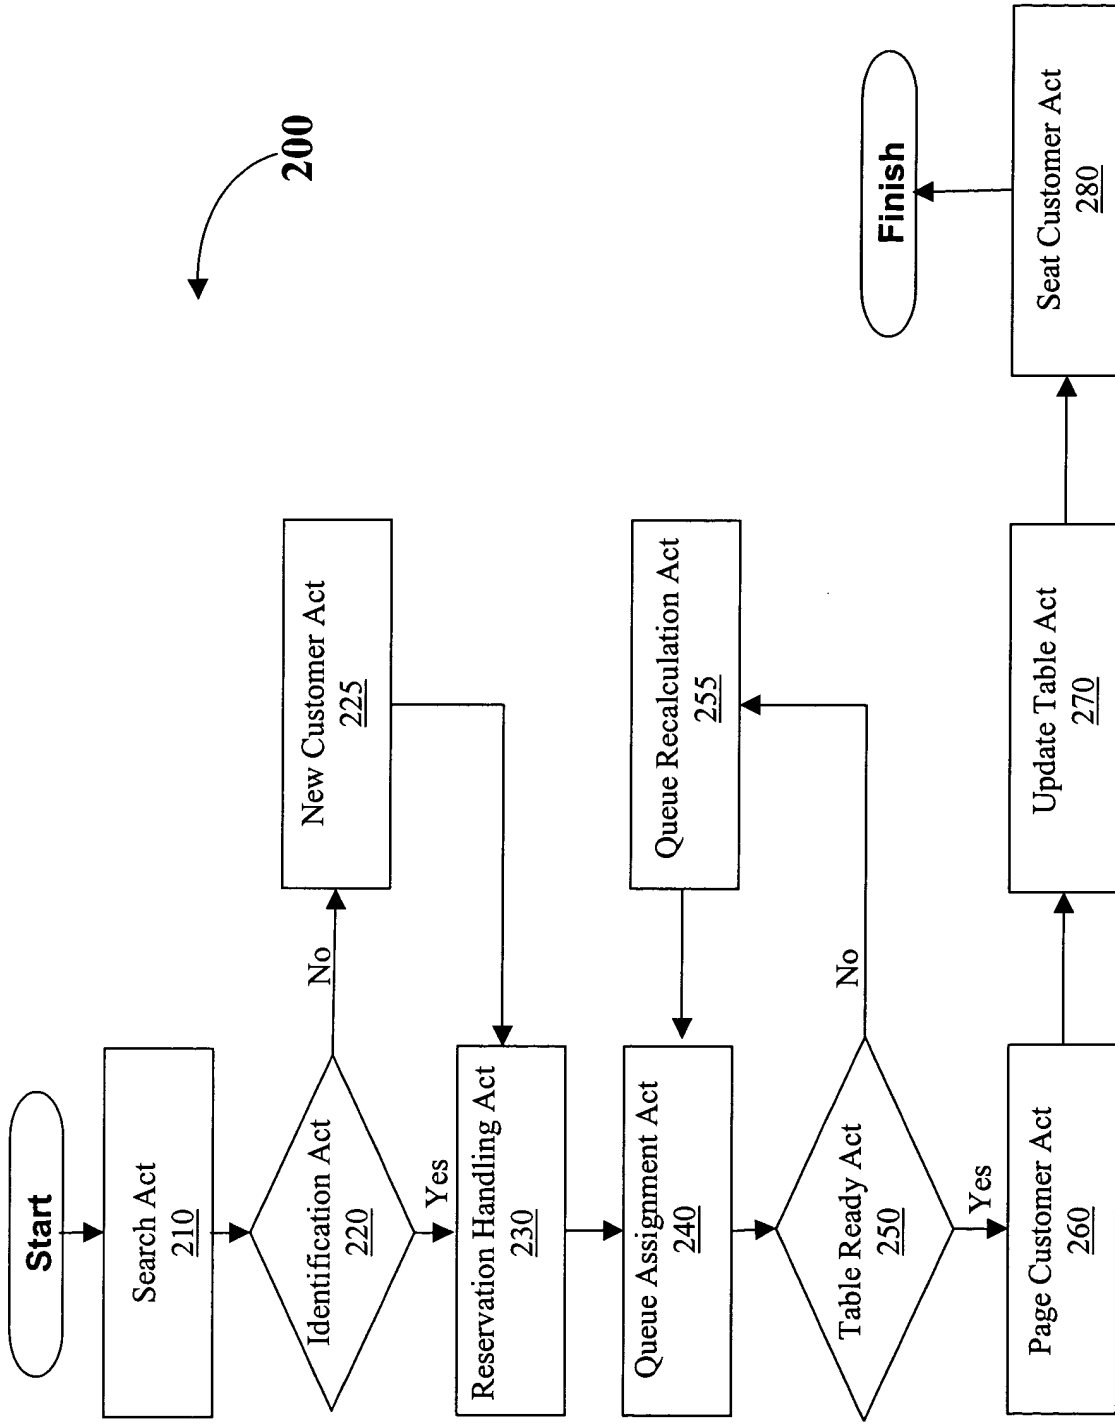 200
Start
Search Act
210
Identification Act
220
No
New Customer Act
225
Yes
Reservation Handling Act
230
Queue Assignment Act
240
Queue Recalculation Act
255
Table Ready Act
250
No
Yes
Page Customer Act
260
Update Table Act
270
Seat Customer Act
280
Finish